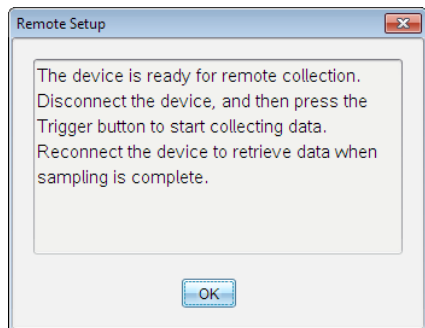 Remote Setup
The device is ready for remote collection.
Disconnect the device, and then press the
Trigger button to start collecting data.
Reconnect the device to retrieve data when
sampling is complete.
OK